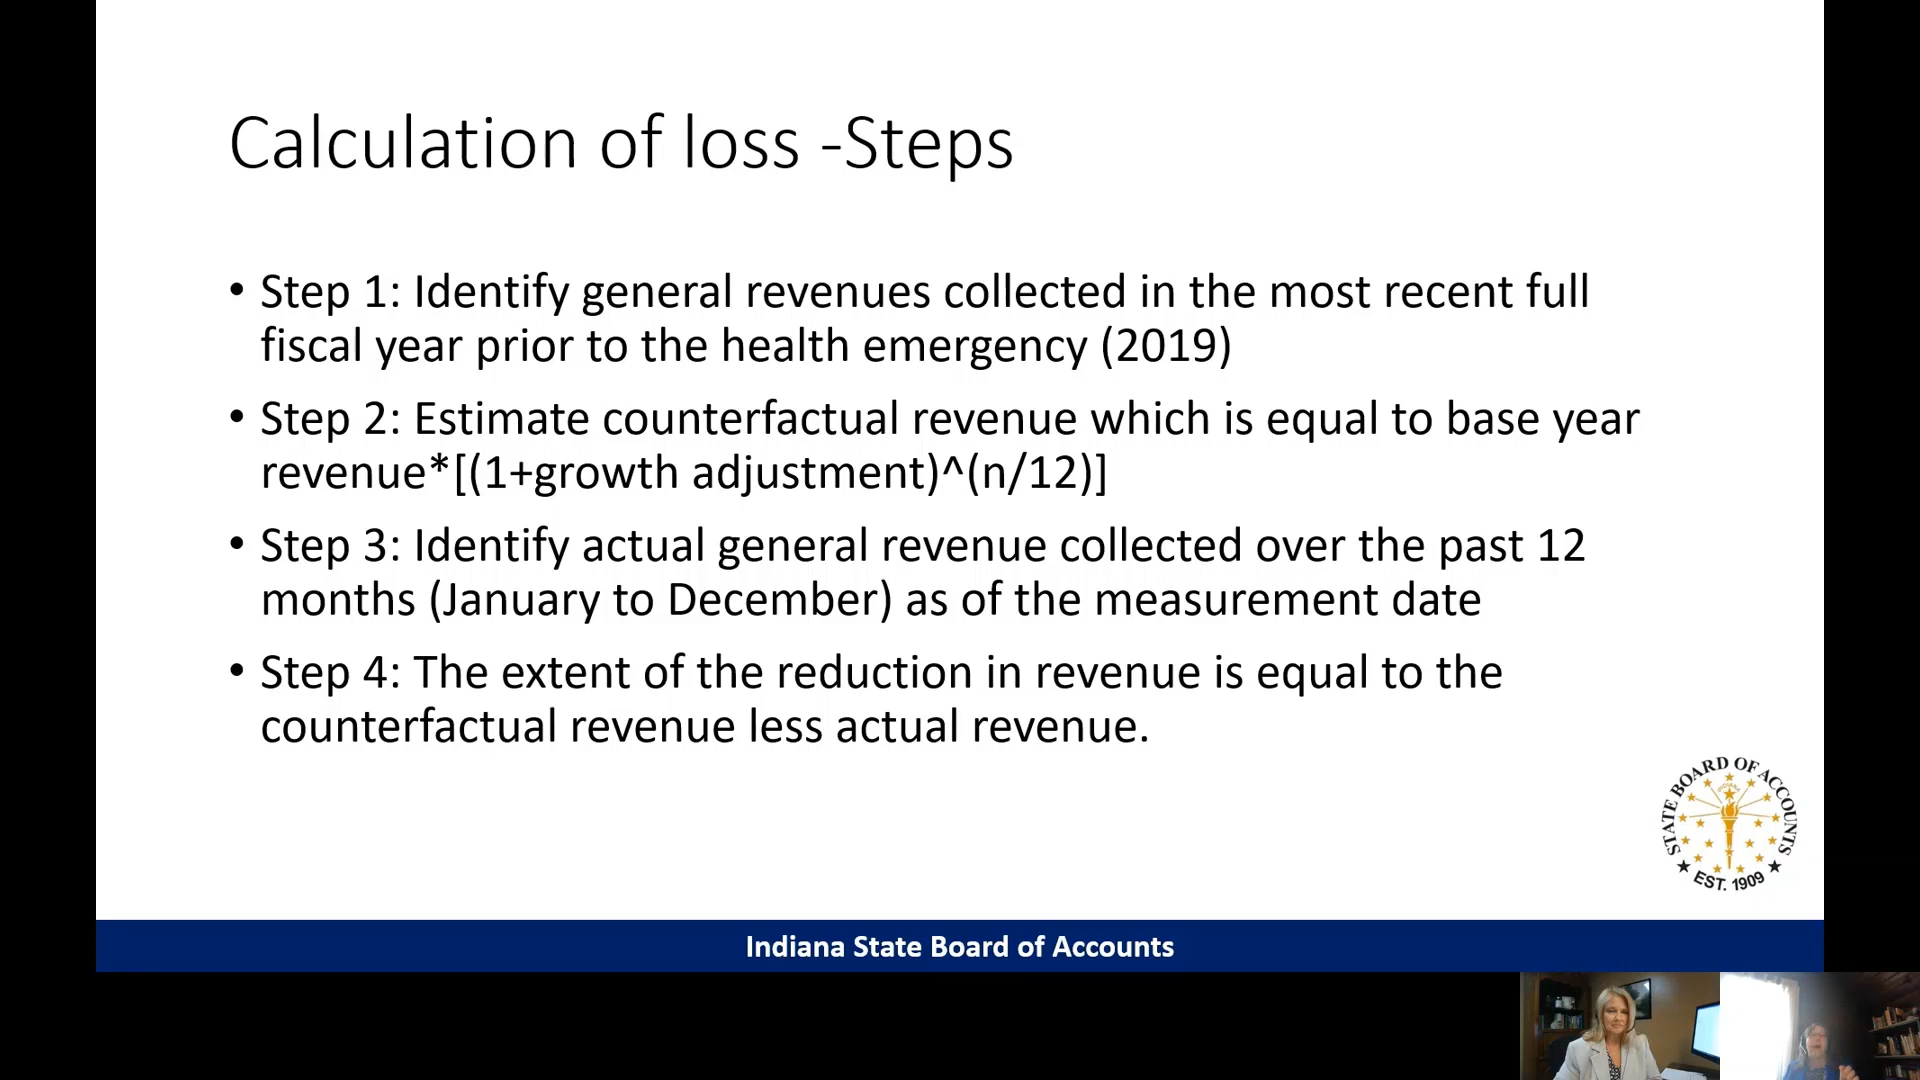 Calculation of loss -Steps
• Step 1: Identify general revenues collected in the most recent full
fiscal year prior to the health emergency (2019)
• Step 2: Estimate counterfactual revenue which is equal to base year
revenue*[(1+growth adjustment)^(n/12)]
• Step 3: Identify actual general revenue collected over the past 12
months (January to December) as of the measurement date
• Step 4: The extent of the reduction in revenue is equal to the
counterfactual revenue less actual revenue.
STATE BOARD OF ACCOUNTS
INDIANA
★ EST. 1909 ★
Indiana State Board of Accounts